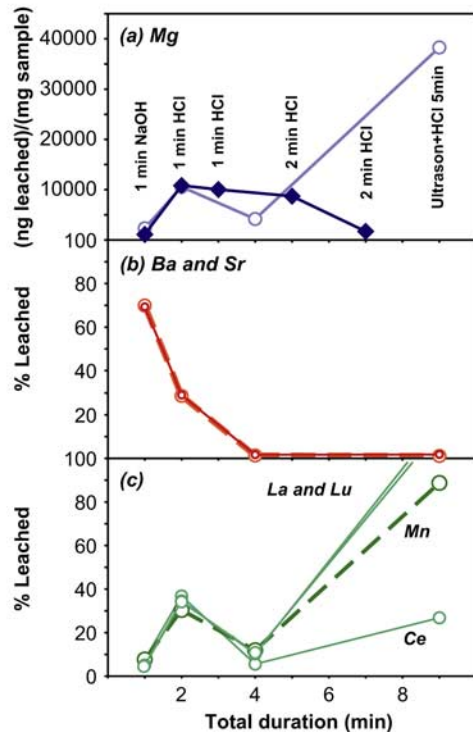 (a) Mg
(ng leached)/(mg sample)
40000
30000
20000
10000
100
1 min NaOH
1 min HCl
1 min HCl
2 min HCl
2 min HCl
Ultrason+HCl 5min
(b) Ba and Sr
% Leached
80
60
40
20
100
(c)
La and Lu
Mn
Ce
% Leached
80
60
40
20
0
2
4
6
8
Total duration (min)